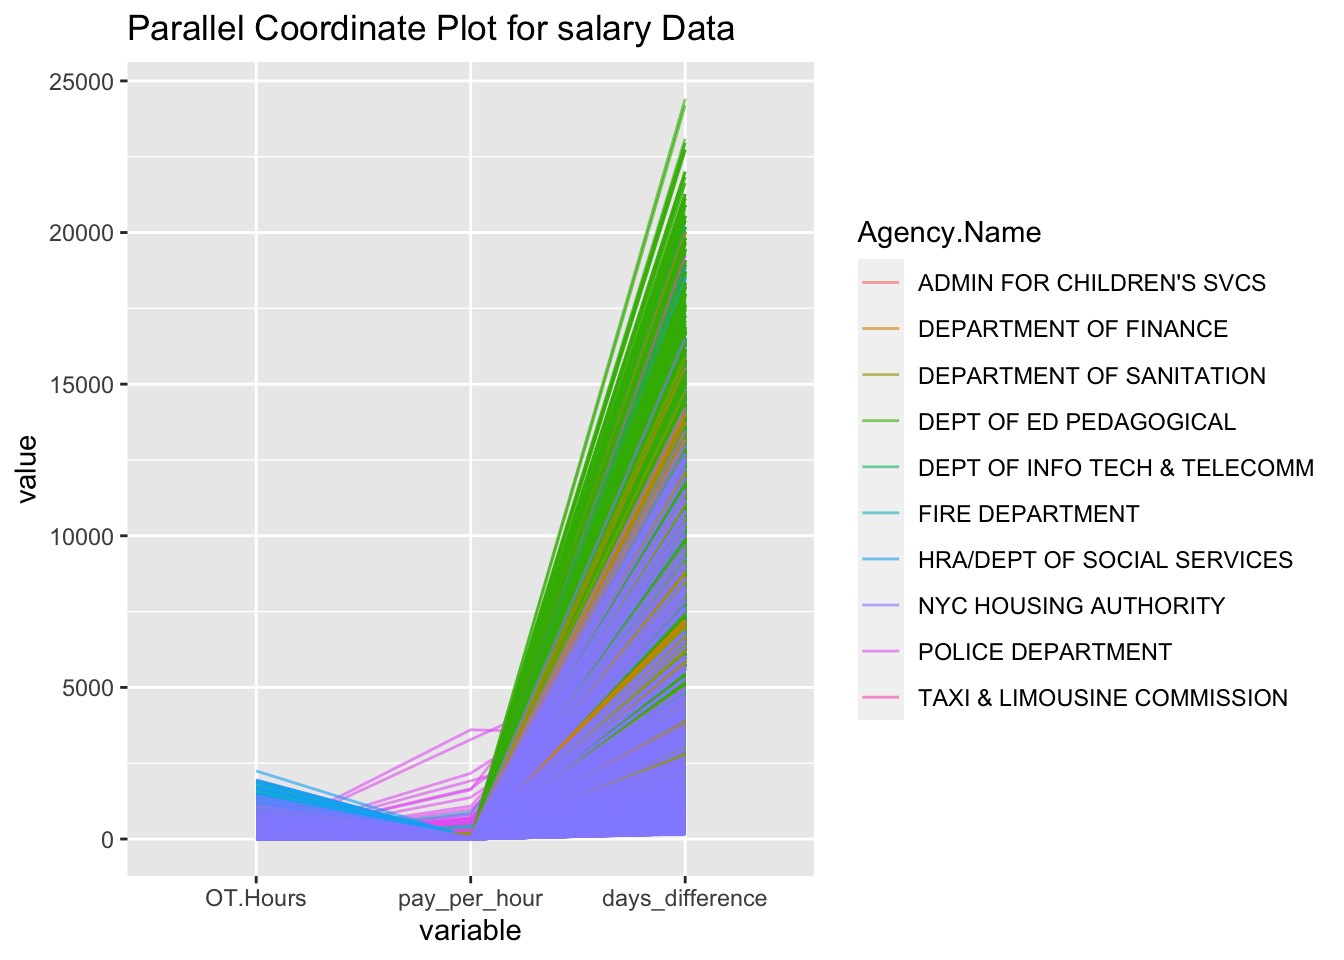 Parallel Coordinate Plot for salary Data
25000
20000
15000
10000
5000
0
value
OT.Hours
pay_per_hour
days_difference
variable
Agency.Name
ADMIN FOR CHILDREN'S SVCS
DEPARTMENT OF FINANCE
DEPARTMENT OF SANITATION
DEPT OF ED PEDAGOGICAL
DEPT OF INFO TECH & TELECOMM
FIRE DEPARTMENT
HRA/DEPT OF SOCIAL SERVICES
NYC HOUSING AUTHORITY
POLICE DEPARTMENT
TAXI & LIMOUSINE COMMISSION